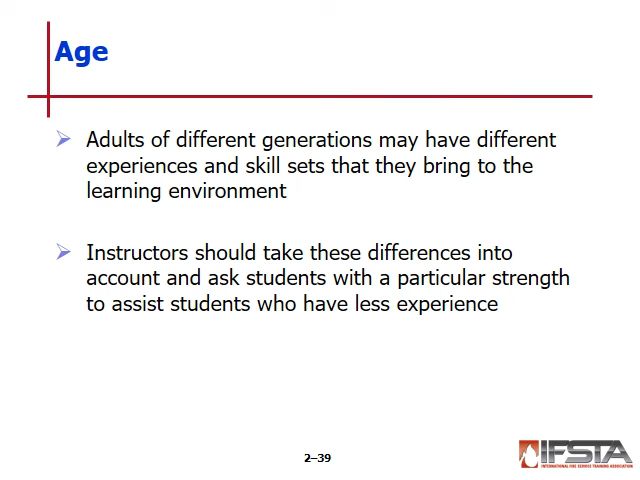 Age
Adults of different generations may have different
experiences and skill sets that they bring to the
learning environment
Instructors should take these differences into
account and ask students with a particular strength
to assist students who have less experience
2–39
IFSTA
INTERNATIONAL FIRE SERVICE TRAINING ASSOCIATION